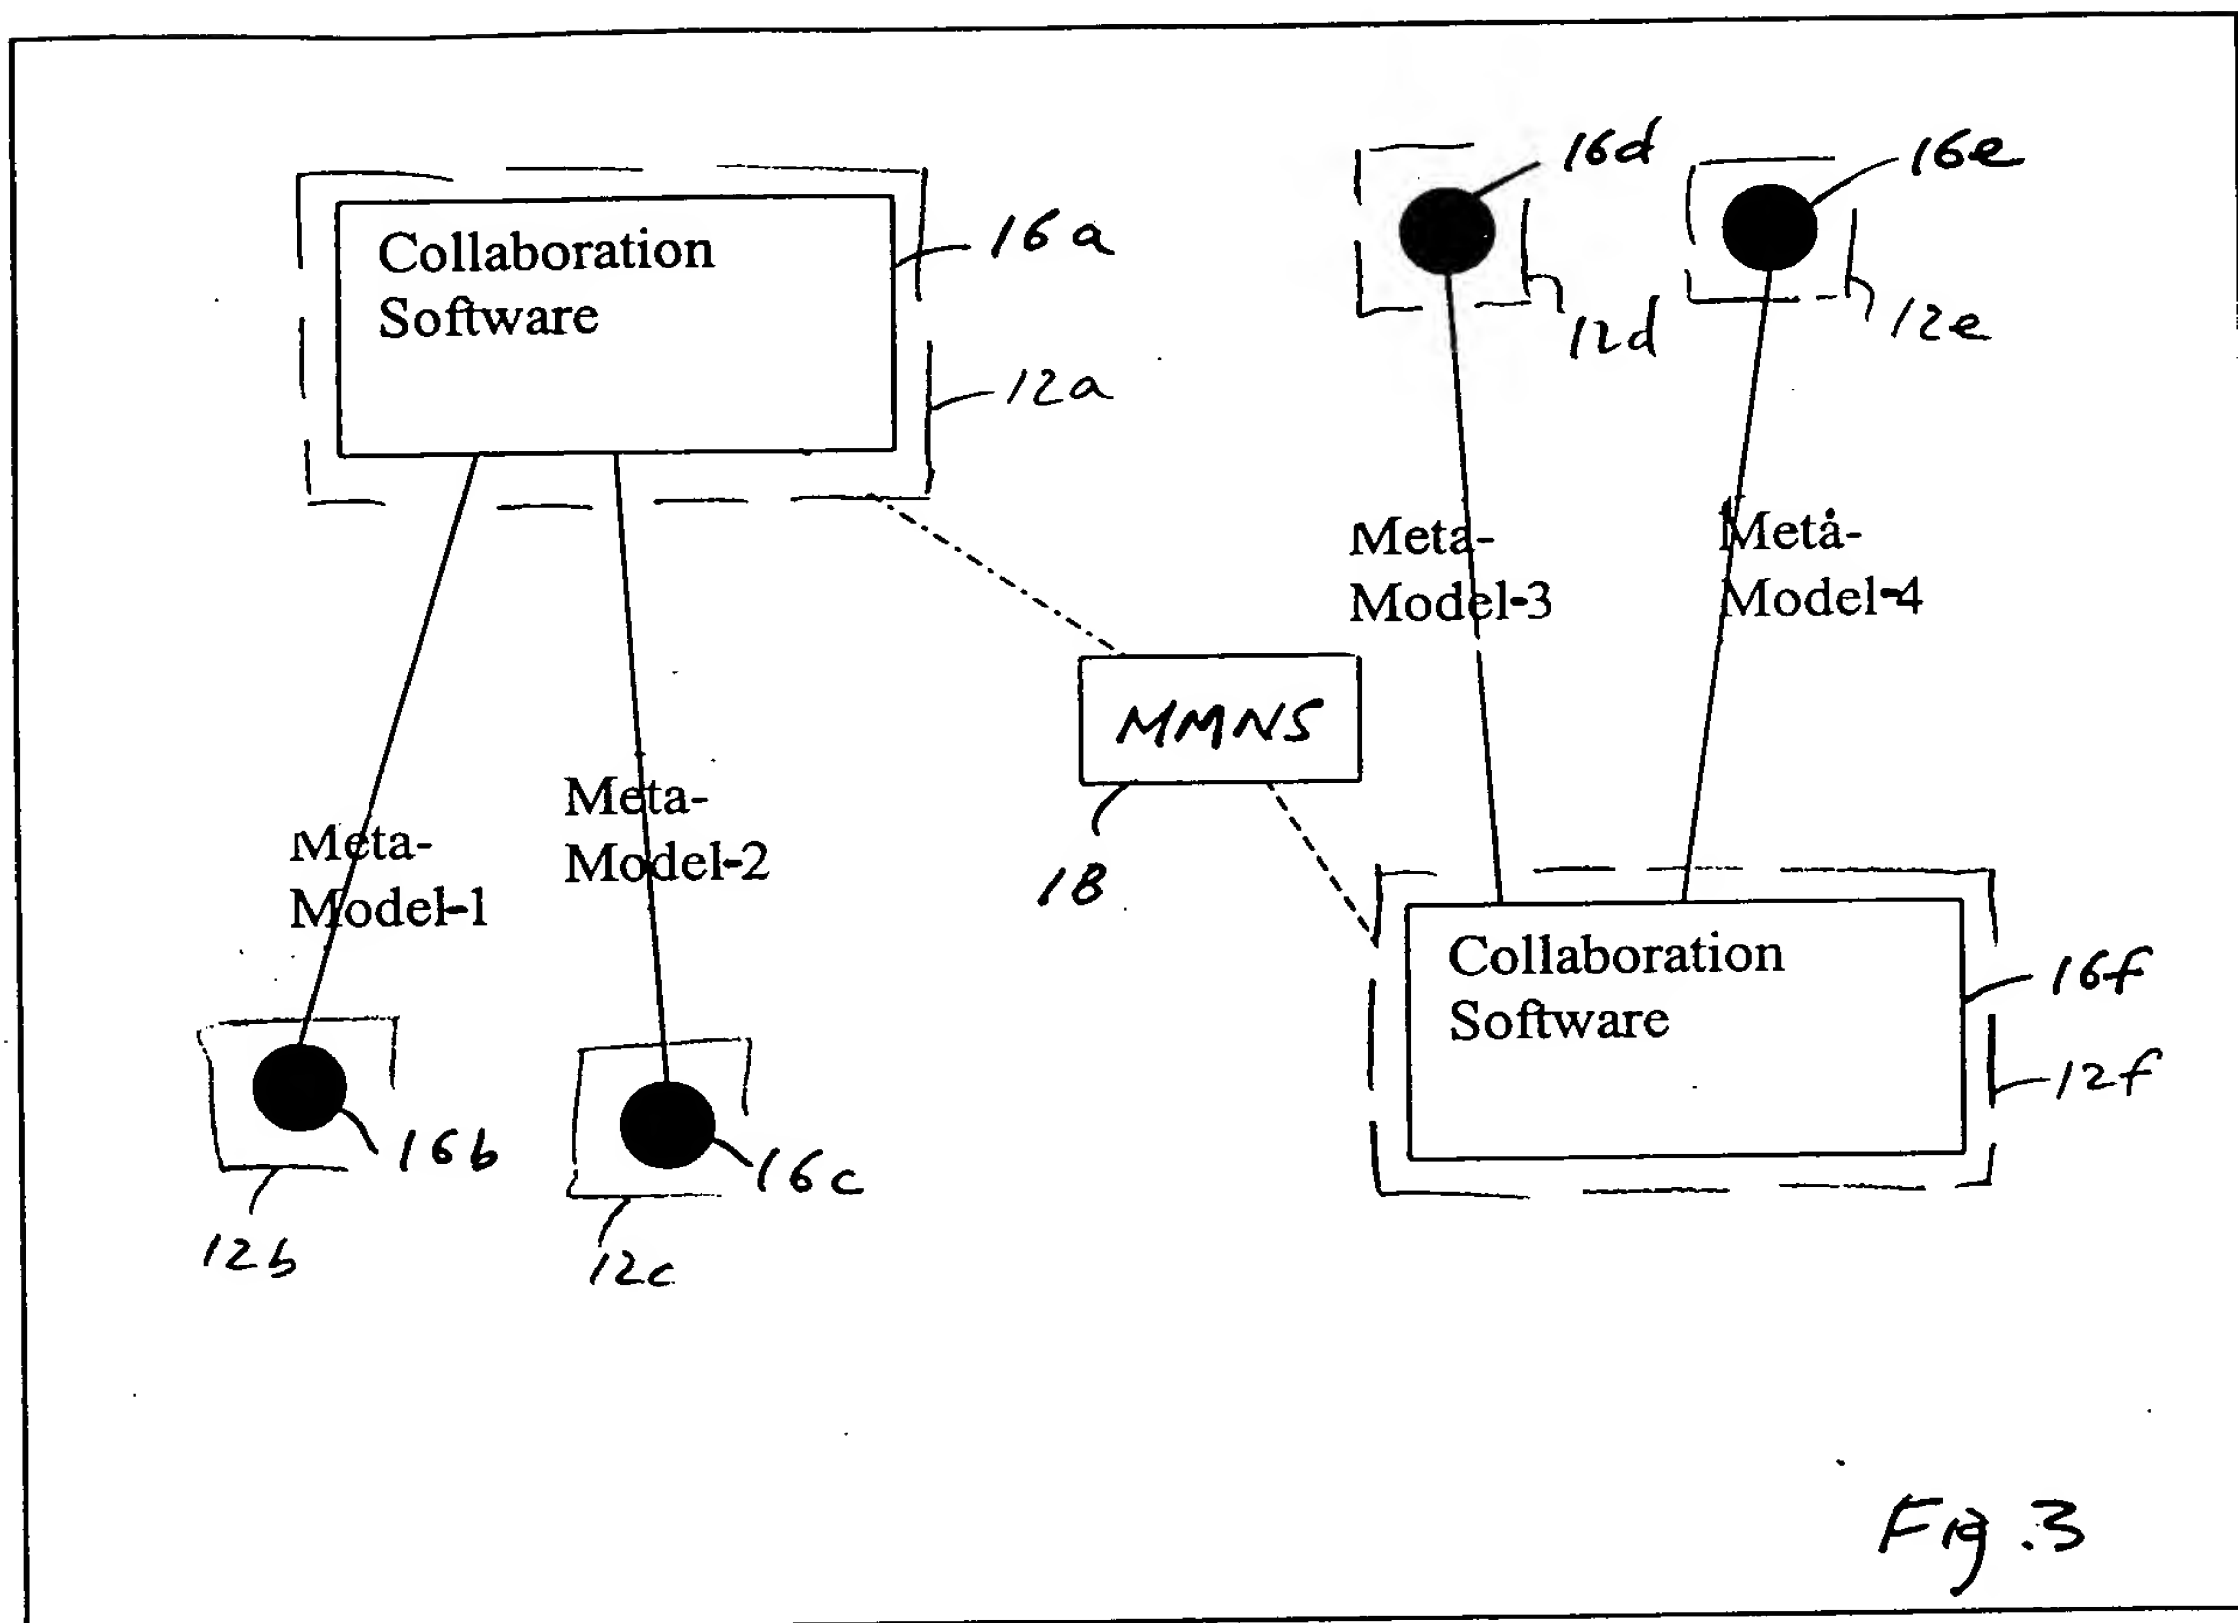 Collaboration
Software
16a
12a
16d
12d
16e
12e
Meta-
Model-3
Meta-
Model-4
MMNS
18
Meta-
Model-1
Meta-
Model-2
16b
12b
16c
12c
Collaboration
Software
16f
12f
Fig.3